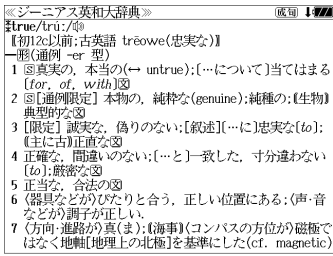 ≪ジーニアス英和大辞典≫ 成句
‡true/trúː/
〖初12c以前;古英語 trēowe(忠実な)〗
―形(通例 -er 型)
1 S真実の, 本当の(↔ untrue);〔…について〕当てはまる
〔for, of, with〕図
2 S[通例限定] 本物の, 純粋な(genuine);純種の;⦅生物⦆
典型的な図
3 [限定] 誠実な, 偽りのない;[叙述]〔…に〕忠実な〔to〕;
⦅主に古⦆正直な図
4 正確な, 間違いのない;〔…と〕一致した, 寸分違わない
〔to〕;厳密な図
5 正当な, 合法の図
6 〈器具などが〉ぴたりと合う, 正しい位置にある;〈声・音
などが〉調子が正しい.
7 〈方向・進路が〉真(ま);⦅海事⦆(コンパスの方位が)磁極で
はなく地軸[地理上の北極]を基準にした(cf. magnetic)